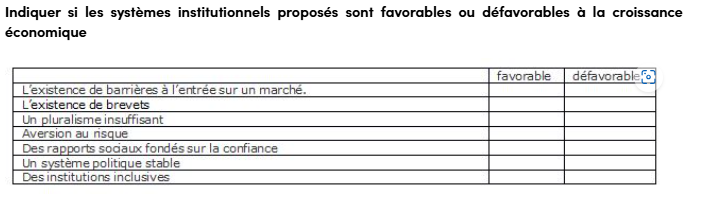 Indiquer si les systèmes institutionnels proposés sont favorables ou défavorables à la croissance
économique
favorable défavorable
L'existence de barrières à l'entrée sur un marché.
L'existence de brevets
Un pluralisme insuffisant
Aversion au risque
Des rapports sociaux fondés sur la confiance
Un système politique stable
Des institutions inclusives